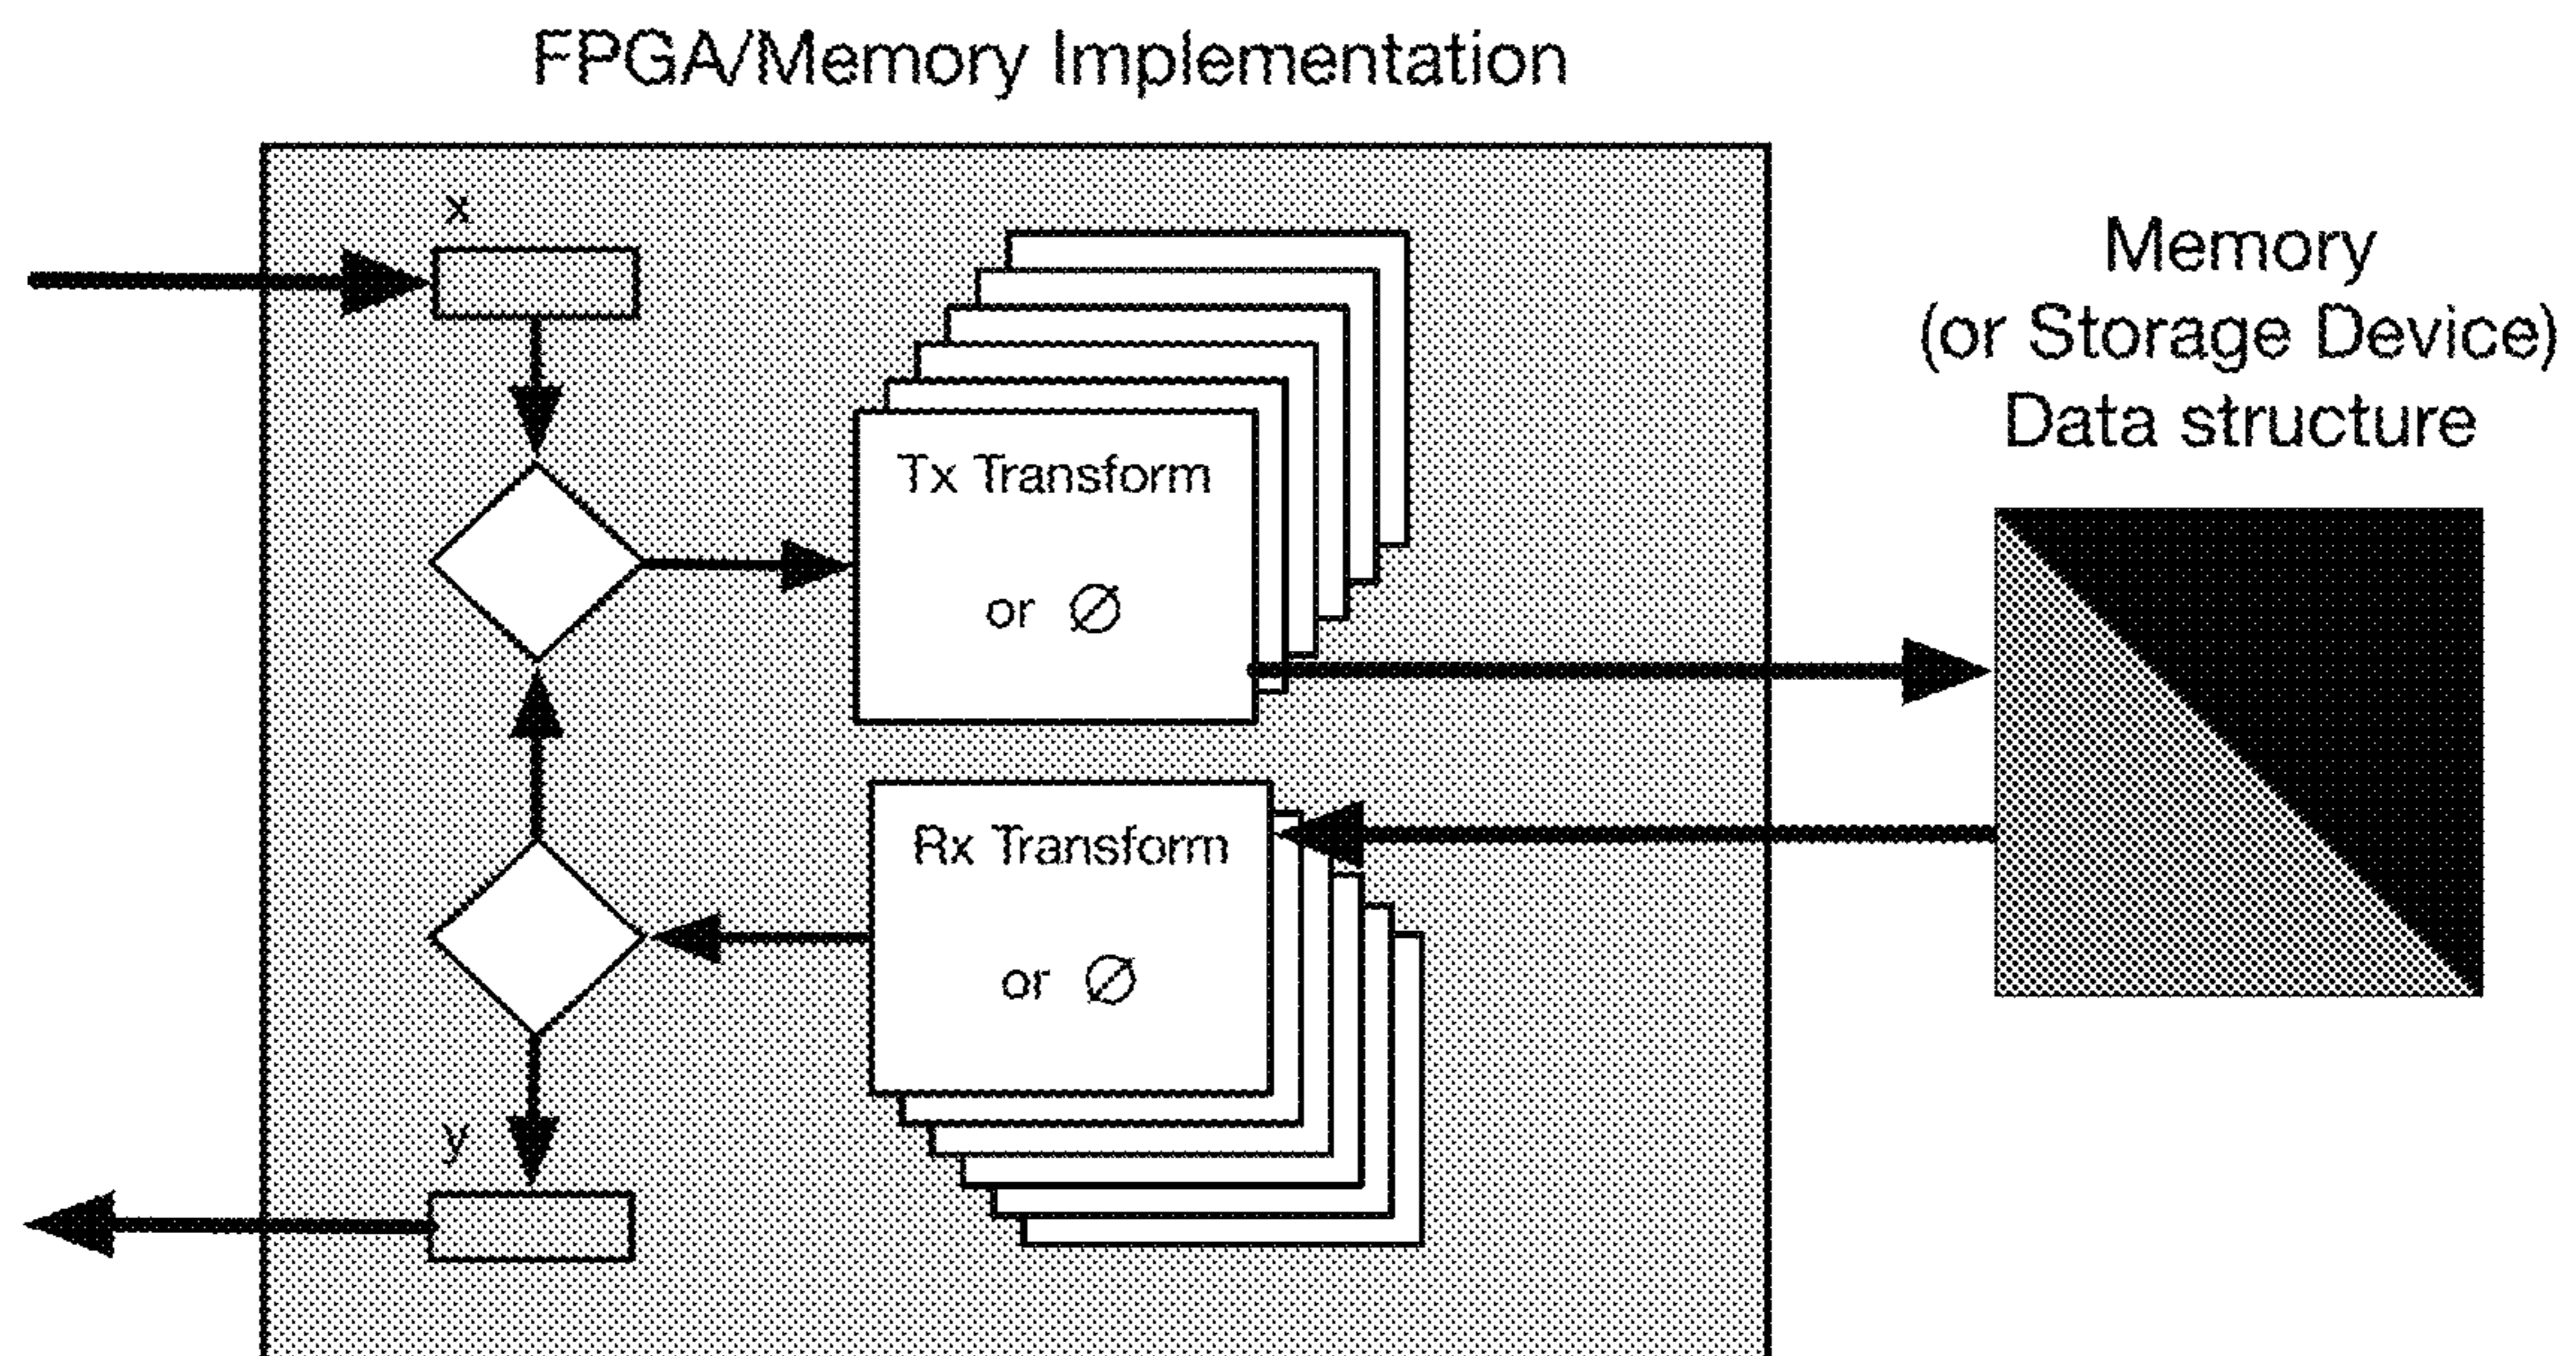 FPGA/Memory Implementation
x
Memory
(or Storage Device)
Data structure
Tx Transform
or ∅
Rx Transform
or ∅
y